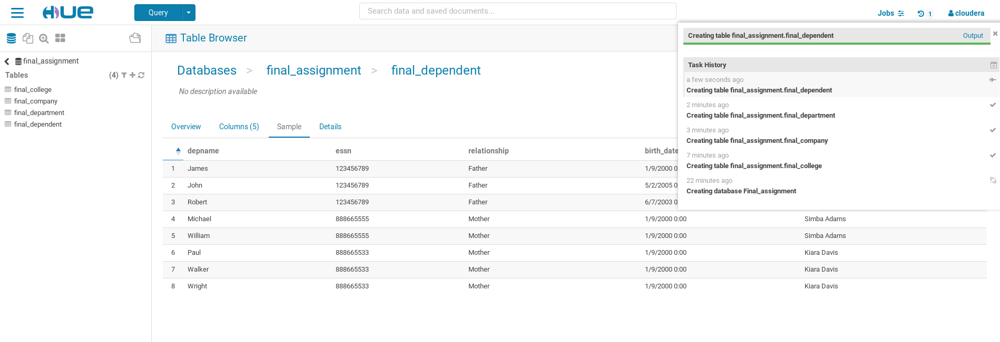 HUE
Query
Search data and saved documents...
Jobs
1
cloudera
Table Browser
final_assignment
Tables
(4)
final_college
final_company
final_department
final_dependent
Databases > final_assignment > final_dependent
No description available
Overview Columns (5) Sample Details
depname essn relationship birth_date
1 James 123456789 Father 1/9/2000 0
2 John 123456789 Father 5/2/2005 0
3 Robert 123456789 Father 6/7/2003 0
4 Michael 888665555 Mother 1/9/2000 0:00 Simba Adams
5 William 888665555 Mother 1/9/2000 0:00 Simba Adams
6 Paul 888665533 Mother 1/9/2000 0:00 Kiara Davis
7 Walker 888665533 Mother 1/9/2000 0:00 Kiara Davis
8 Wright 888665533 Mother 1/9/2000 0:00 Kiara Davis
Creating table final_assignment.final_dependent Output
Task History
a few seconds ago
Creating table final_assignment.final_dependent
2 minutes ago
Creating table final_assignment.final_department
3 minutes ago
Creating table final_assignment.final_company
7 minutes ago
Creating table final_assignment.final_college
22 minutes ago
Creating database Final_assignment